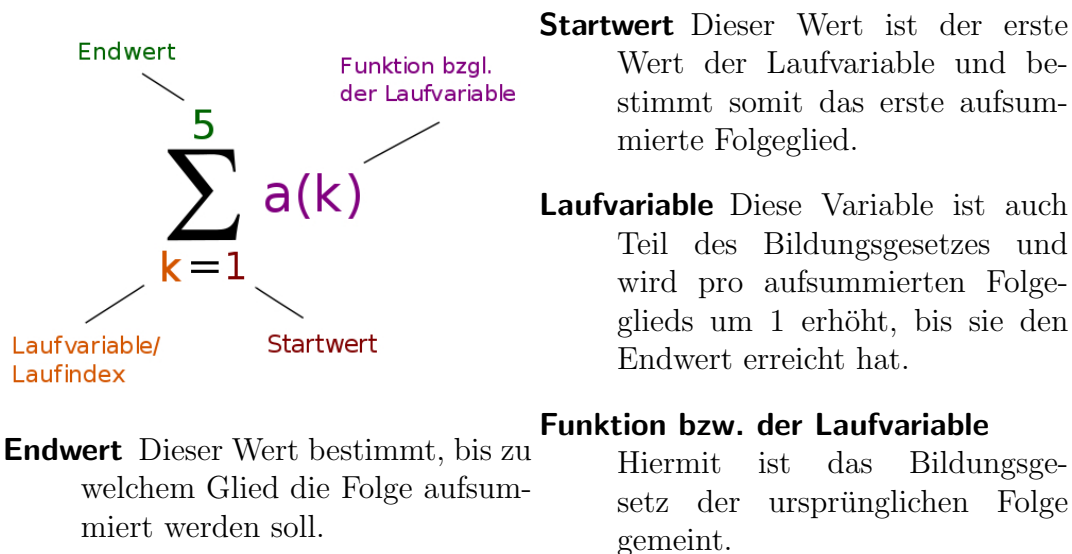 Endwert
Funktion bzgl.
der Laufvariable
5
∑ a(k)
k=1
Laufvariable/
Laufindex
Startwert
Endwert Dieser Wert bestimmt, bis zu
welchem Glied die Folge aufsum-
miert werden soll.
Startwert Dieser Wert ist der erste
Wert der Laufvariable und be-
stimmt somit das erste aufsum-
mierte Folgeglied.
Laufvariable Diese Variable ist auch
Teil des Bildungsgesetzes und
wird pro aufsummierten Folge-
glieds um 1 erhöht, bis sie den
Endwert erreicht hat.
Funktion bzw. der Laufvariable
Hiermit ist das Bildungsge-
setz der ursprünglichen Folge
gemeint.